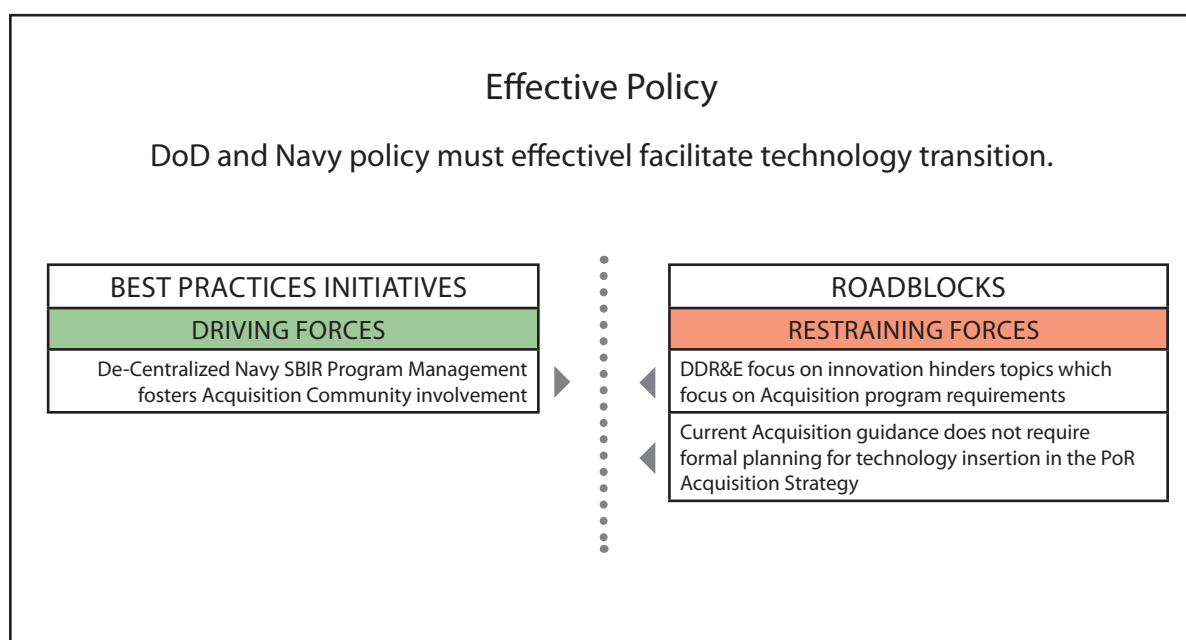 Effective Policy
DoD and Navy policy must effectivel facilitate technology transition.
BEST PRACTICES INITIATIVES
DRIVING FORCES
De-Centralized Navy SBIR Program Management
fosters Acquisition Community involvement
ROADBLOCKS
RESTRAINING FORCES
DDR&E focus on innovation hinders topics which
focus on Acquisition program requirements
Current Acquisition guidance does not require
formal planning for technology insertion in the PoR
Acquisition Strategy